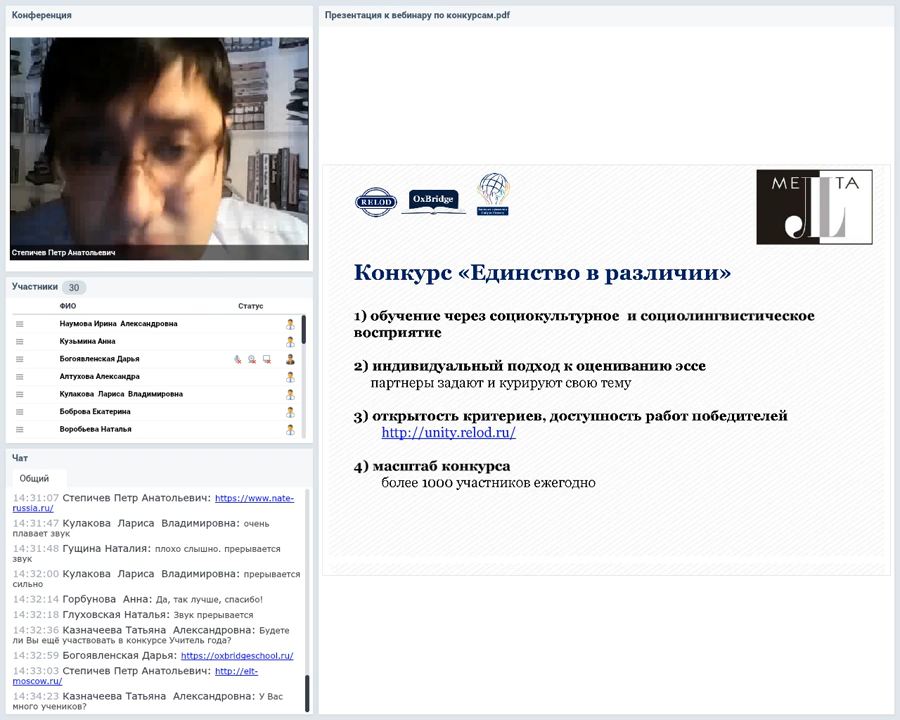 Конференция
Степичев Петр Анатольевич
Участники 30
ФИО Статус
Наумова Ирина Александровна
Кузьмина Анна
Богоявленская Дарья
Алтухова Александра
Кулакова Лариса Владимировна
Боброва Екатерина
Воробьева Наталья
Чат
Общий
14:31:07 Степичев Петр Анатольевич: https://www.nate-
russia.ru/
14:31:47 Кулакова Лариса Владимировна: очень
плавает звук
14:31:48 Гущина Наталия: плохо слышно. прерывается
звук
14:32:00 Кулакова Лариса Владимировна: прерывается
сильно
14:32:14 Горбунова Анна: Да, так лучше, спасибо!
14:32:18 Глуховская Наталья: Звук прерывается
14:32:36 Казначеева Татьяна Александровна: Будете
ли Вы ещё участвовать в конкурсе Учитель года?
14:32:59 Богоявленская Дарья: https://oxbridgeschool.ru/
14:33:03 Степичев Петр Анатольевич: http://elt-
moscow.ru/
14:34:23 Казначеева Татьяна Александровна: У Вас
много учеников?
Презентация к вебинару по конкурсам.pdf
RELOD
OxBridge
МЕТ ТА
Конкурс «Единство в различии»
1) обучение через социокультурное и социолингвистическое
восприятие
2) индивидуальный подход к оцениванию эссе
партнеры задают и курируют свою тему
3) открытость критериев, доступность работ победителей
http://unity.relod.ru/
4) масштаб конкурса
более 1000 участников ежегодно